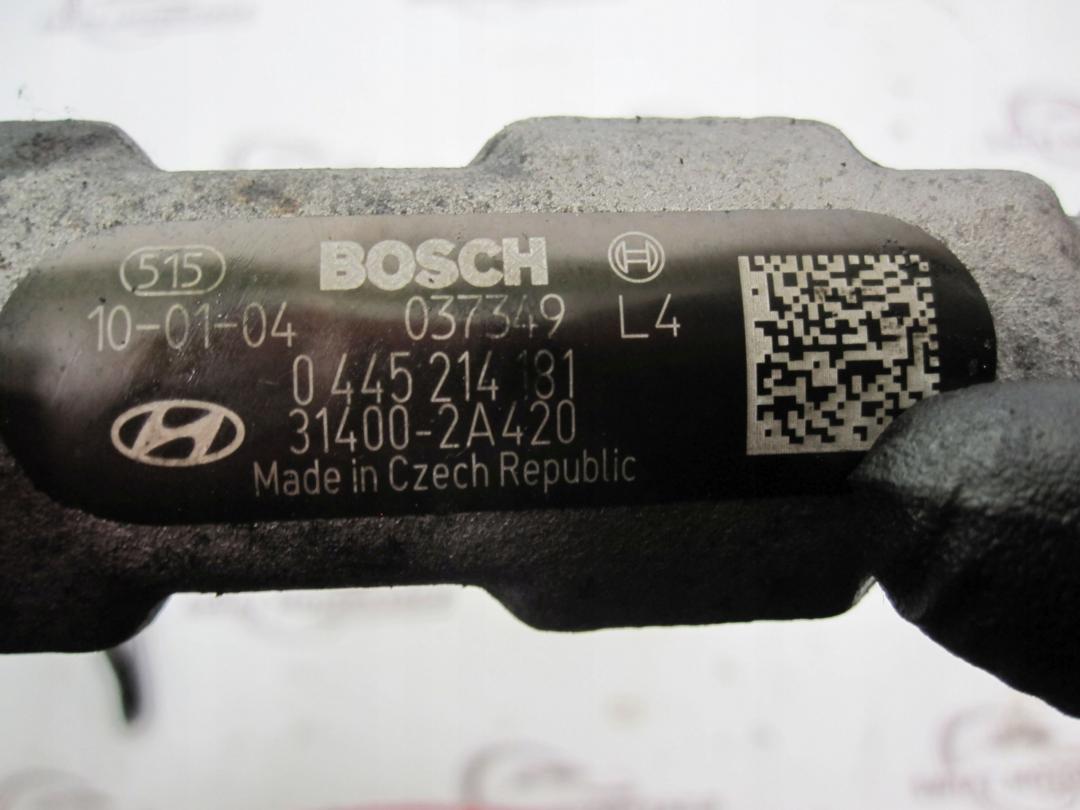 515 BOSCH
10-01-04 037349 L4
0 445 214 181
31400-2A420
Made in Czech Republic